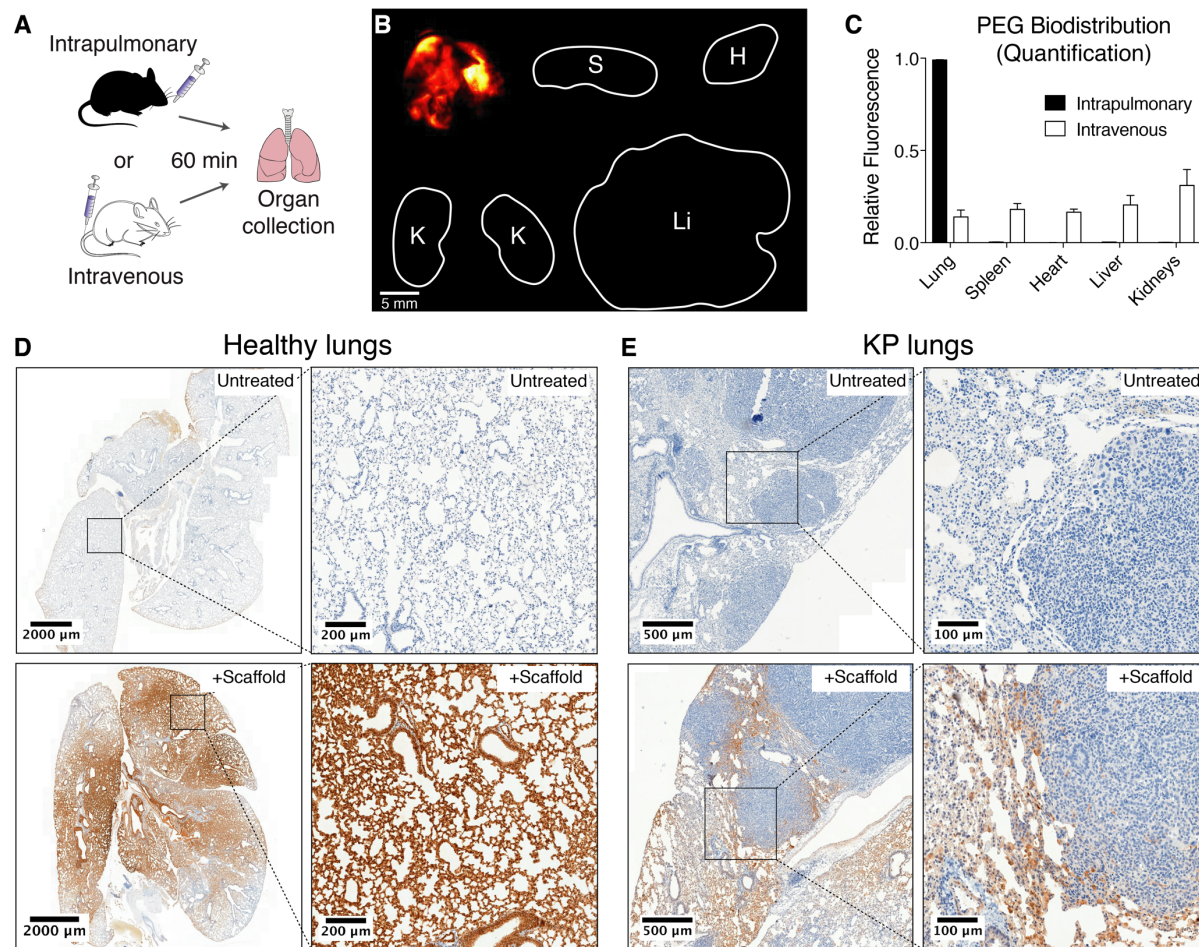 A
Intrapulmonary
or
60 min
Organ
collection
Intravenous
B
S
H
K
K
Li
5 mm
C
PEG Biodistribution
(Quantification)
Relative Fluorescence
1.0
0.5
0.0
Intrapulmonary
Intravenous
Lung
Spleen
Heart
Liver
Kidneys
D
Healthy lungs
Untreated
2000 µm
Untreated
200 µm
+Scaffold
2000 µm
+Scaffold
200 µm
E
KP lungs
Untreated
500 µm
Untreated
100 µm
+Scaffold
500 µm
+Scaffold
100 µm